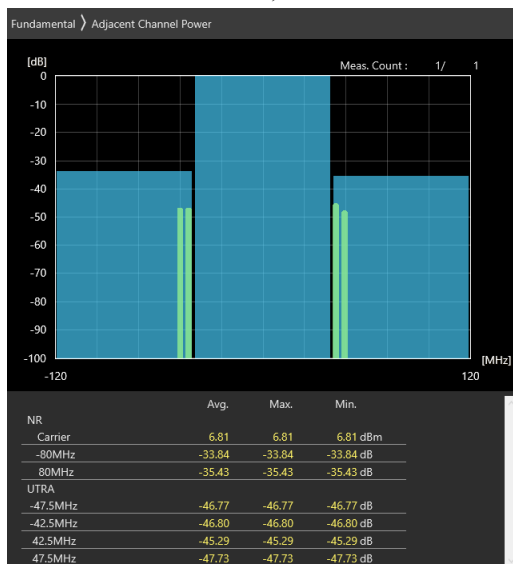 Fundamental 〉 Adjacent Channel Power
[dB]
Meas. Count : 1/ 1
0
-10
-20
-30
-40
-50
-60
-70
-80
-90
-100
[MHz]
-120 120
Avg. Max. Min.
NR
Carrier 6.81 6.81 6.81 dBm
-80MHz -33.84 -33.84 -33.84 dB
80MHz -35.43 -35.43 -35.43 dB
UTRA
-47.5MHz -46.77 -46.77 -46.77 dB
-42.5MHz -46.80 -46.80 -46.80 dB
42.5MHz -45.29 -45.29 -45.29 dB
47.5MHz -47.73 -47.73 -47.73 dB